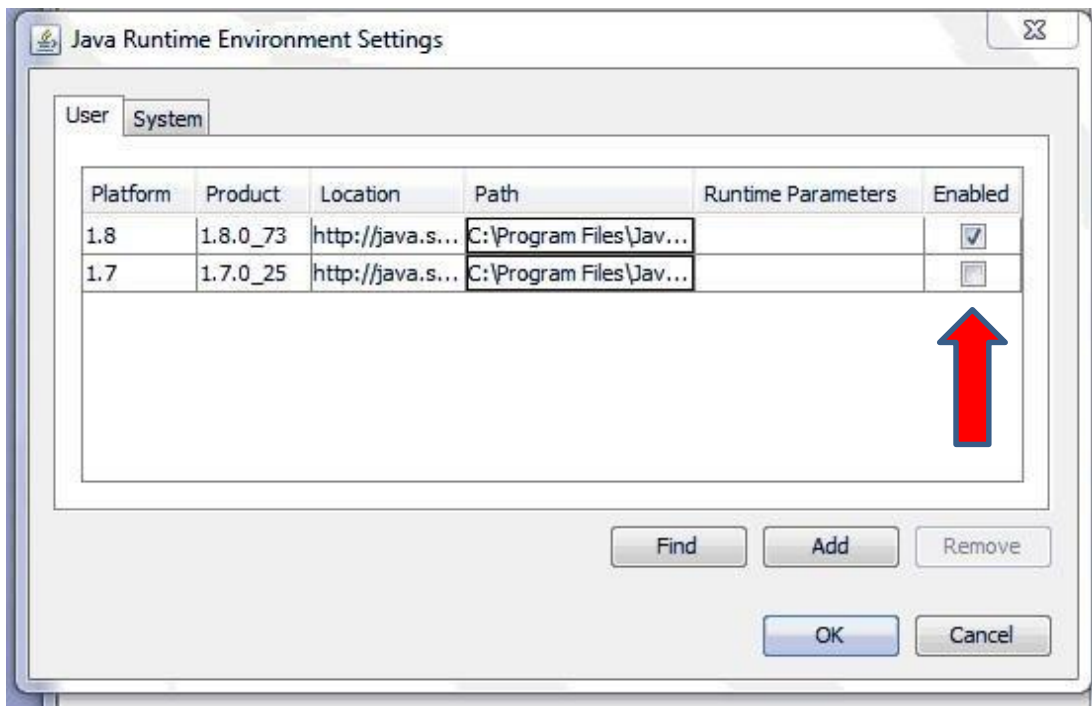 Java Runtime Environment Settings
User System
Platform Product Location Path Runtime Parameters Enabled
1.8 1.8.0_73 http://java.s... C:\Program Files\Jav...
1.7 1.7.0_25 http://java.s... C:\Program Files\Jav...
Find Add Remove
OK Cancel